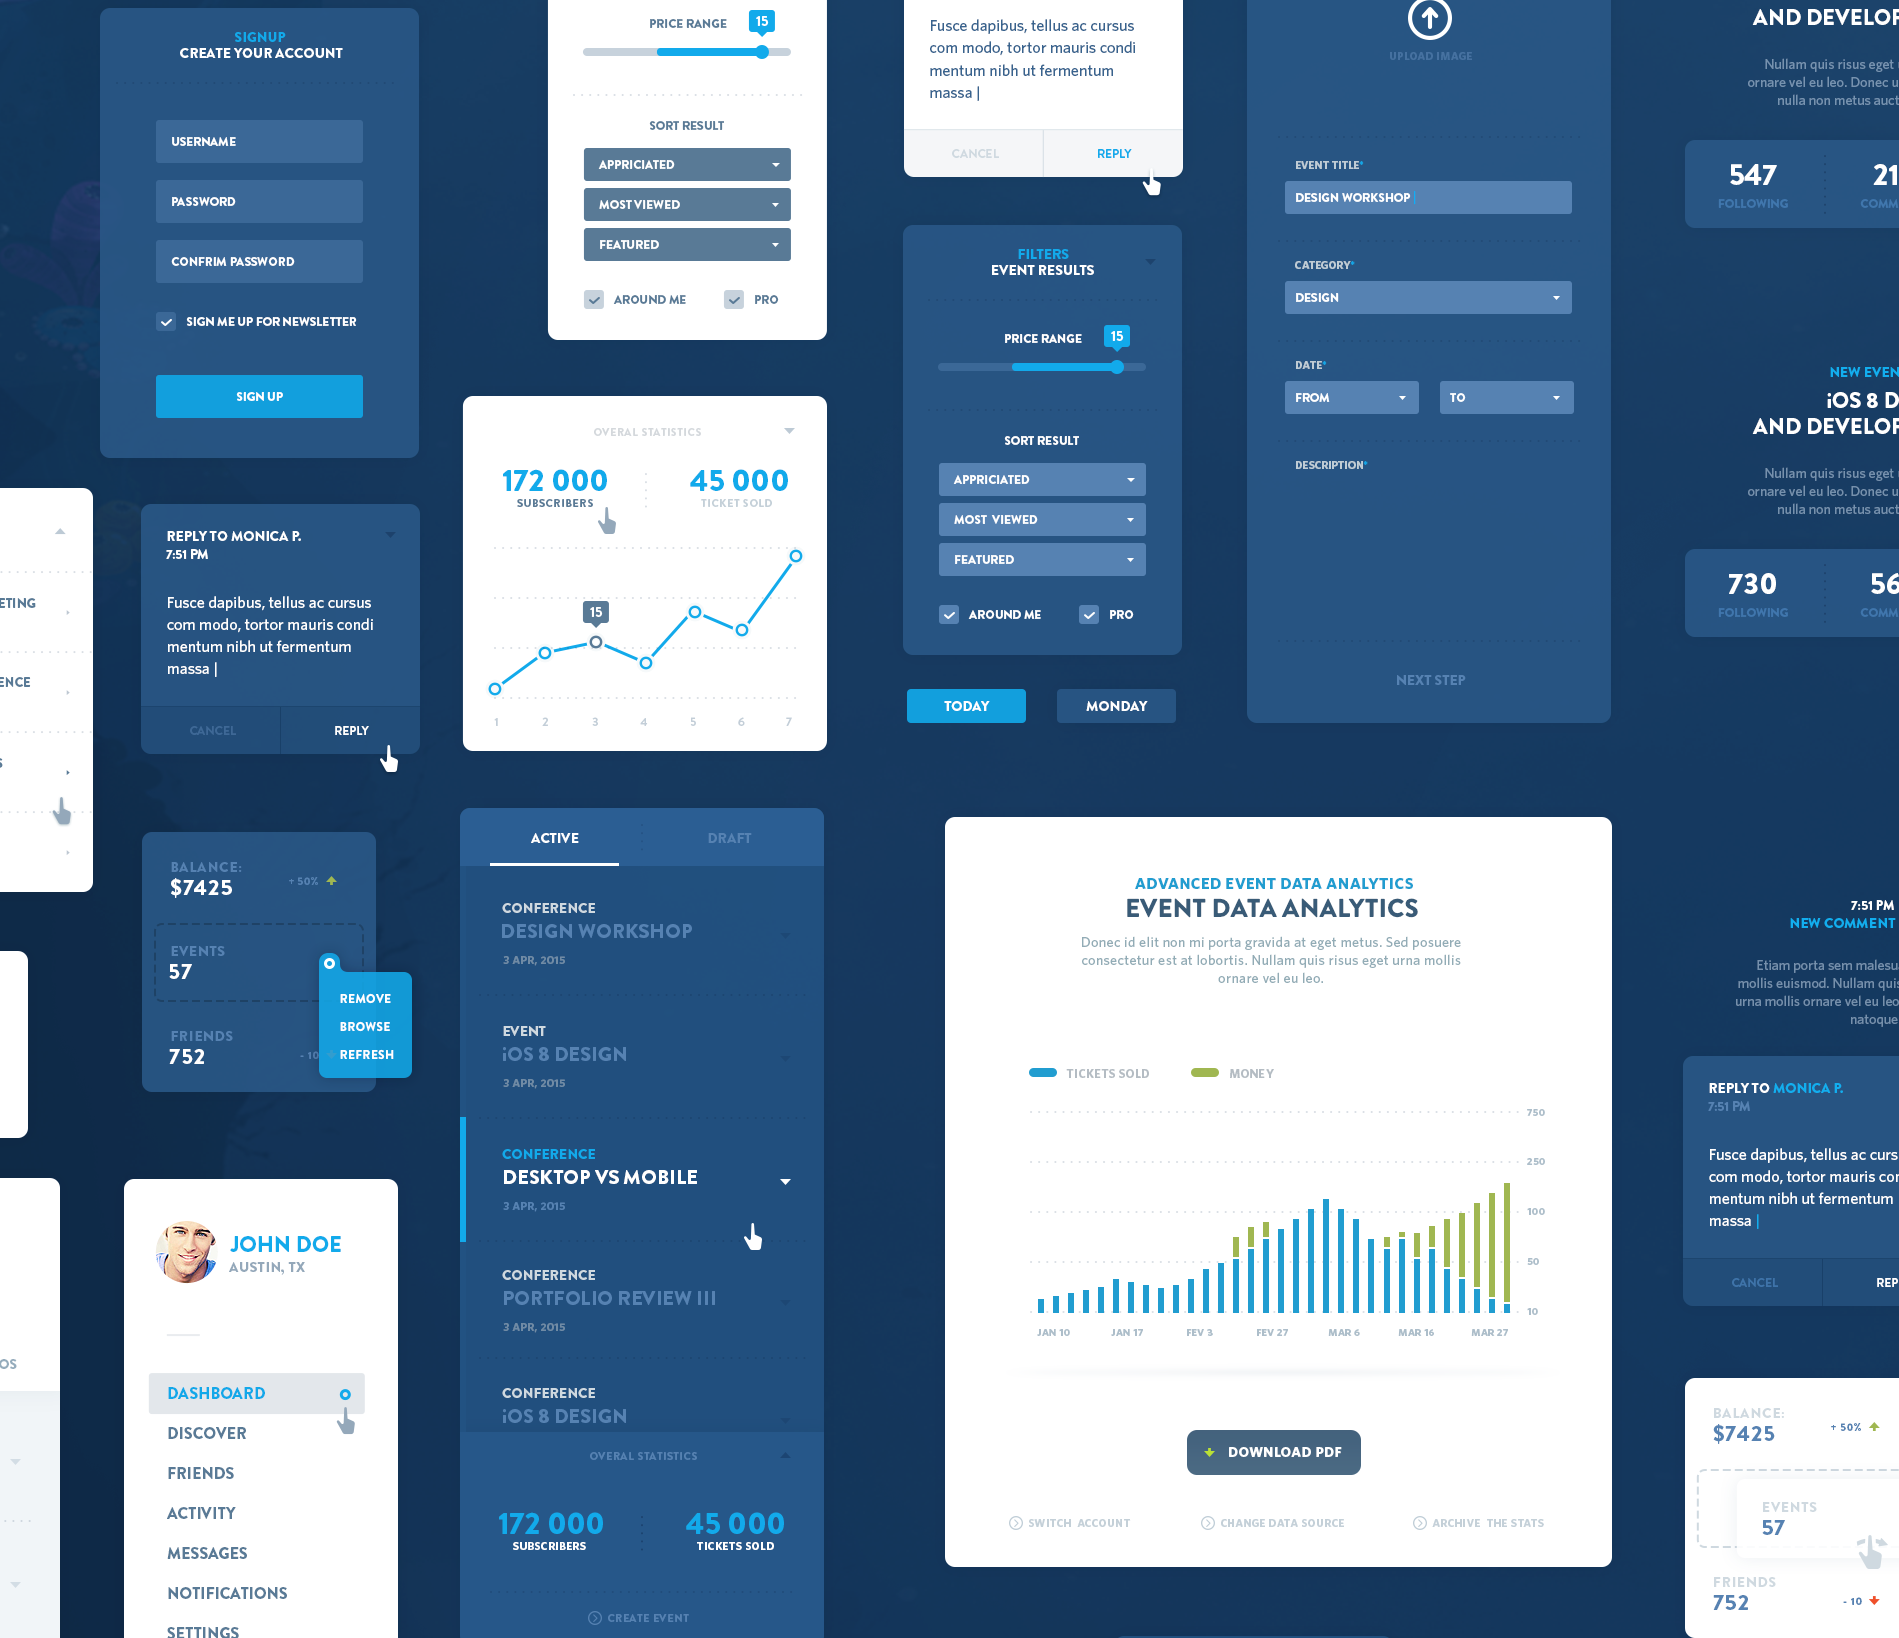 SIGNUP
CREATE YOUR ACCOUNT
USERNAME
PASSWORD
CONFRIM PASSWORD
SIGN ME UP FOR NEWSLETTER
SIGN UP
PRICE RANGE
15
SORT RESULT
APPRICIATED
MOST VIEWED
FEATURED
AROUND ME
PRO
Fusce dapibus, tellus ac cursus
com modo, tortor mauris condi
mentum nibh ut fermentum
massa |
CANCEL
REPLY
UPLOAD IMAGE
EVENT TITLE*
DESIGN WORKSHOP
CATEGORY*
DESIGN
DATE*
FROM
TO
DESCRIPTION*
NEXT STEP
AND DEVELOP
Nullam quis risus eget
ornare vel eu leo. Donec u
nulla non metus auct
547
FOLLOWING
21
COMM
NEW EVEN
iOS 8 D
AND DEVELOP
Nullam quis risus eget
ornare vel eu leo. Donec u
nulla non metus auct
730
FOLLOWING
56
COMM
FILTERS
EVENT RESULTS
PRICE RANGE
15
SORT RESULT
APPRICIATED
MOST VIEWED
FEATURED
AROUND ME
PRO
TODAY
MONDAY
OVERAL STATISTICS
172 000
SUBSCRIBERS
45 000
TICKET SOLD
15
1 2 3 4 5 6 7
ETING
ENCE
S
REPLY TO MONICA P.
7:51 PM
Fusce dapibus, tellus ac cursus
com modo, tortor mauris condi
mentum nibh ut fermentum
massa |
CANCEL
REPLY
BALANCE:
$7425
+ 50%
EVENTS
57
FRIENDS
752
- 10
REMOVE
BROWSE
REFRESH
ACTIVE
DRAFT
CONFERENCE
DESIGN WORKSHOP
3 APR, 2015
EVENT
iOS 8 DESIGN
3 APR, 2015
CONFERENCE
DESKTOP VS MOBILE
3 APR, 2015
CONFERENCE
PORTFOLIO REVIEW III
3 APR, 2015
CONFERENCE
iOS 8 DESIGN
OVERAL STATISTICS
172 000
SUBSCRIBERS
45 000
TICKETS SOLD
CREATE EVENT
OS
JOHN DOE
AUSTIN, TX
DASHBOARD
DISCOVER
FRIENDS
ACTIVITY
MESSAGES
NOTIFICATIONS
SETTINGS
ADVANCED EVENT DATA ANALYTICS
EVENT DATA ANALYTICS
Donec id elit non mi porta gravida at eget metus. Sed posuere
consectetur est at lobortis. Nullam quis risus eget urna mollis
ornare vel eu leo.
TICKETS SOLD
MONEY
750
250
100
50
10
JAN 10 JAN 17 FEV 3 FEV 27 MAR 6 MAR 16 MAR 27
DOWNLOAD PDF
SWITCH ACCOUNT
CHANGE DATA SOURCE
ARCHIVE THE STATS
7:51 PM
NEW COMMENT
Etiam porta sem malesua
mollis euismod. Nullam quis
urna mollis ornare vel eu leo
natoque
REPLY TO MONICA P.
7:51 PM
Fusce dapibus, tellus ac curs
com modo, tortor mauris con
mentum nibh ut fermentum
massa |
CANCEL
REP
BALANCE:
$7425
+ 50%
EVENTS
57
FRIENDS
752
- 10